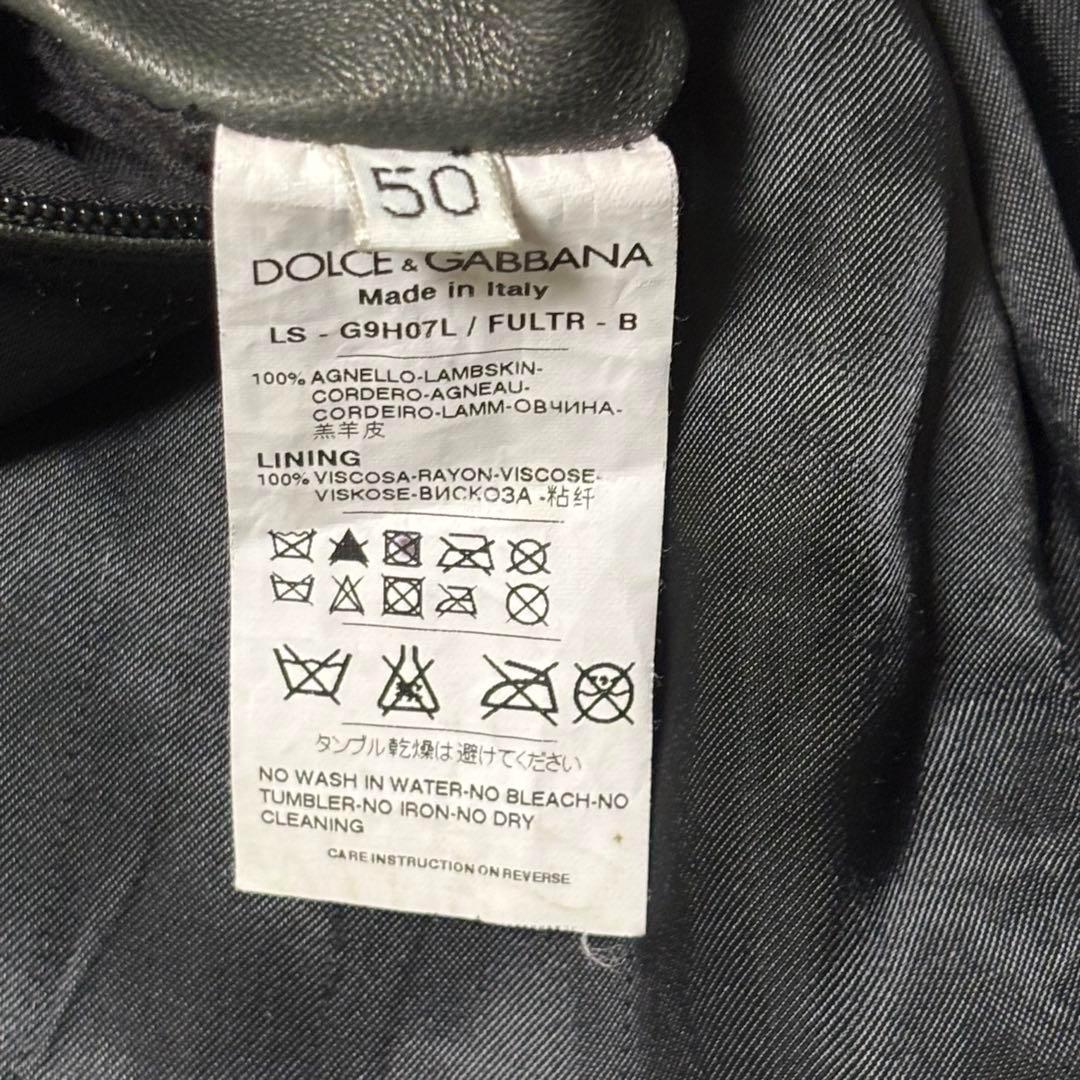 50
DOLCE & GABBANA
Made in Italy
LS - G9H07L / FULTR - B
100% AGNELLO-LAMBSKIN-
CORDERO-AGNEAU-
CORDEIRO-LAMM-ОВЧИНА-
羔羊皮
LINING
100% VISCOSA-RAYON-VISCOSE-
VISKOSE-ВИСКОЗА -粘纤
タンブル乾燥は避けてください
NO WASH IN WATER-NO BLEACH-NO
TUMBLER-NO IRON-NO DRY
CLEANING
CARE INSTRUCTION ON REVERSE